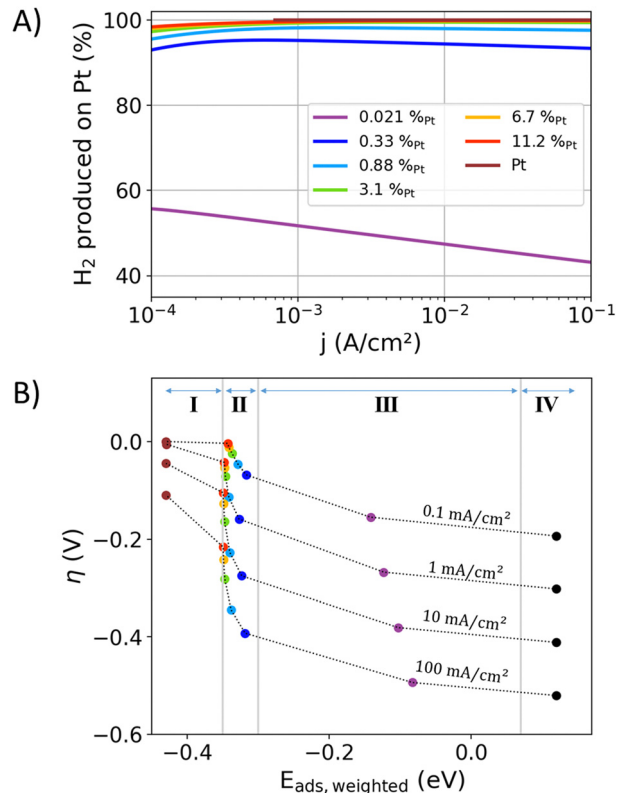 A)
H₂ produced on Pt (%)
100
80
60
40
0.021 %Pt
0.33 %Pt
0.88 %Pt
3.1 %Pt
6.7 %Pt
11.2 %Pt
Pt
10⁻⁴
10⁻³
10⁻²
10⁻¹
j (A/cm²)
B)
I
II
III
IV
η (V)
0.0
−0.2
−0.4
−0.6
0.1 mA/cm²
1 mA/cm²
10 mA/cm²
100 mA/cm²
−0.4
−0.2
0.0
Eads, weighted (eV)